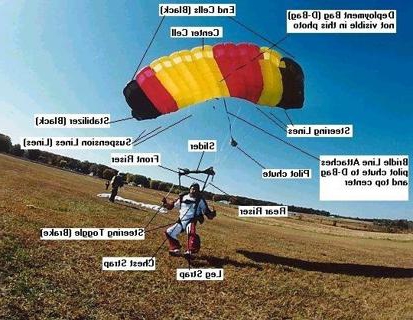 End Cells (Black)
Deployment Bag (D-Bag)
not visible in this photo
Center Cell
Stabilizer (Black)
Steering Lines
Suspension Lines (Lines)
Slider
Front Riser
Bridle Line Attaches
pilot chute to D-Bag
and top center
Pilot chute
Rear Riser
Steering Toggle (Brake)
Chest Strap
Leg Strap